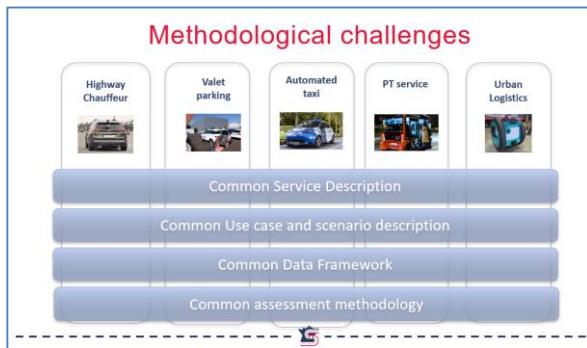 Methodological challenges
Highway
Chauffeur
Valet
parking
Automated
taxi
PT service
Urban
Logistics
Common Service Description
Common Use case and scenario description
Common Data Framework
Common assessment methodology